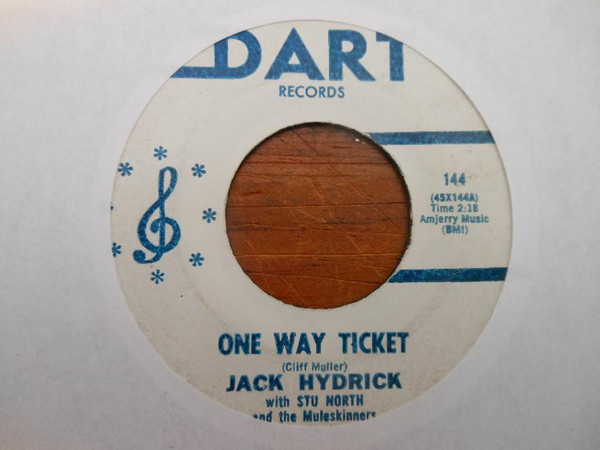 DART
RECORDS
144
(45X144A)
Time 2:18
Amjerry Music
(BMI)
ONE WAY TICKET
(Cliff Muller)
JACK HYDRICK
with STU NORTH
and the Muleskinners